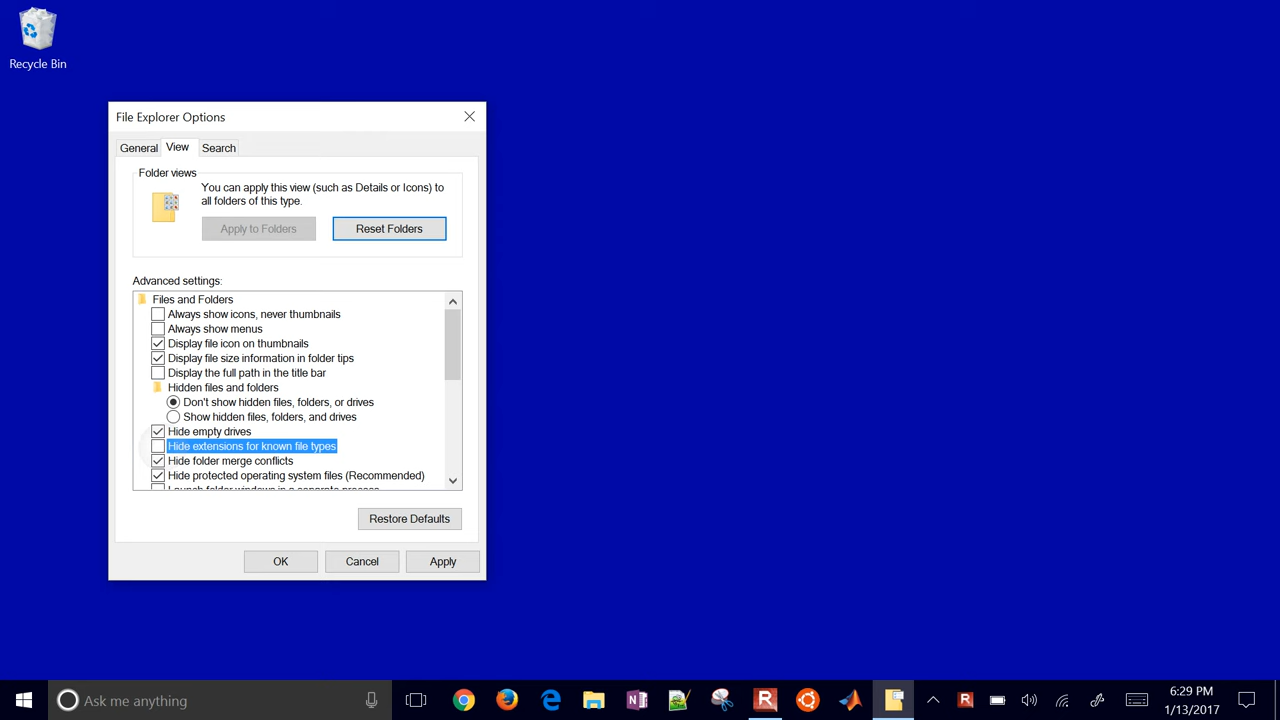 Recycle Bin
File Explorer Options
General View Search
Folder views
You can apply this view (such as Details or Icons) to
all folders of this type.
Apply to Folders Reset Folders
Advanced settings:
Files and Folders
Always show icons, never thumbnails
Always show menus
Display file icon on thumbnails
Display file size information in folder tips
Display the full path in the title bar
Hidden files and folders
Don't show hidden files, folders, or drives
Show hidden files, folders, and drives
Hide empty drives
Hide extensions for known file types
Hide folder merge conflicts
Hide protected operating system files (Recommended)
Launch folder windows in a separate process
Restore Defaults
OK Cancel Apply
Ask me anything
6:29 PM
1/13/2017